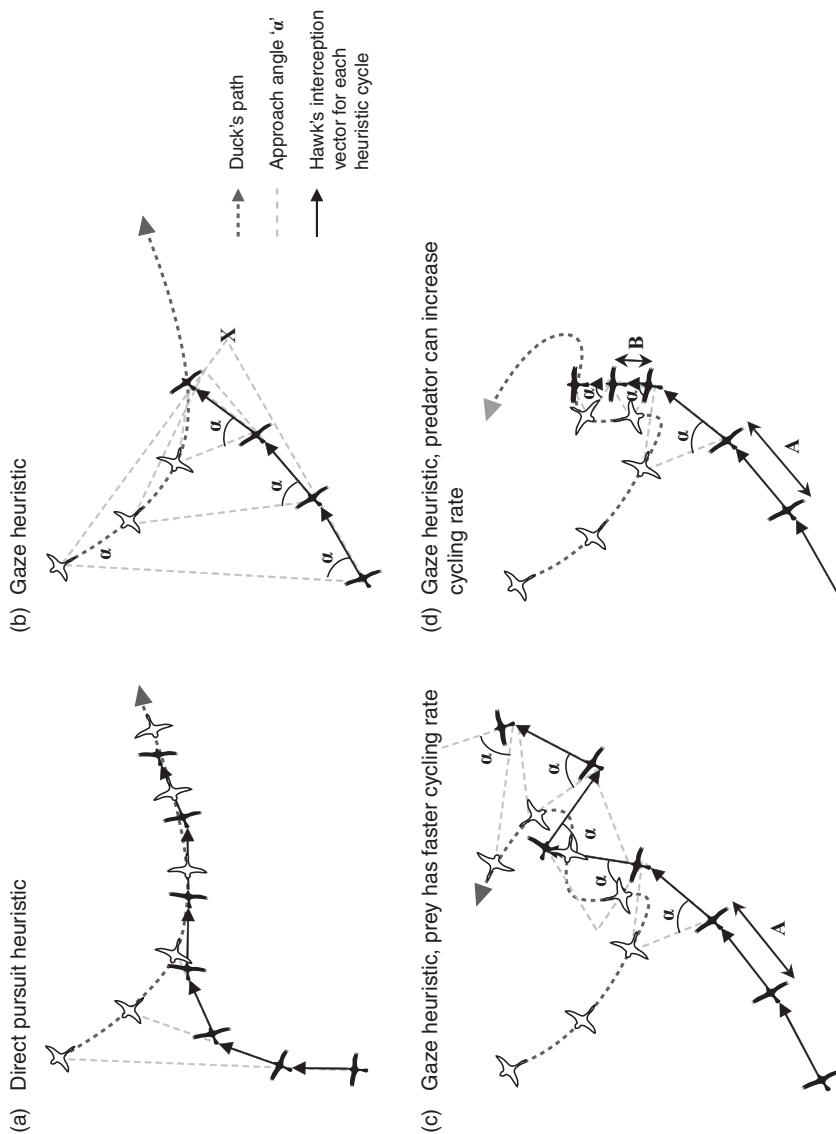 (a) Direct pursuit heuristic
(b) Gaze heuristic
α
α
α
α
X
Duck's path
Approach angle 'α'
Hawk's interception
vector for each
heuristic cycle
(c) Gaze heuristic, prey has faster cycling rate
α
α
α
α
α
A
(d) Gaze heuristic, predator can increase
cycling rate
α
α
α
B
A